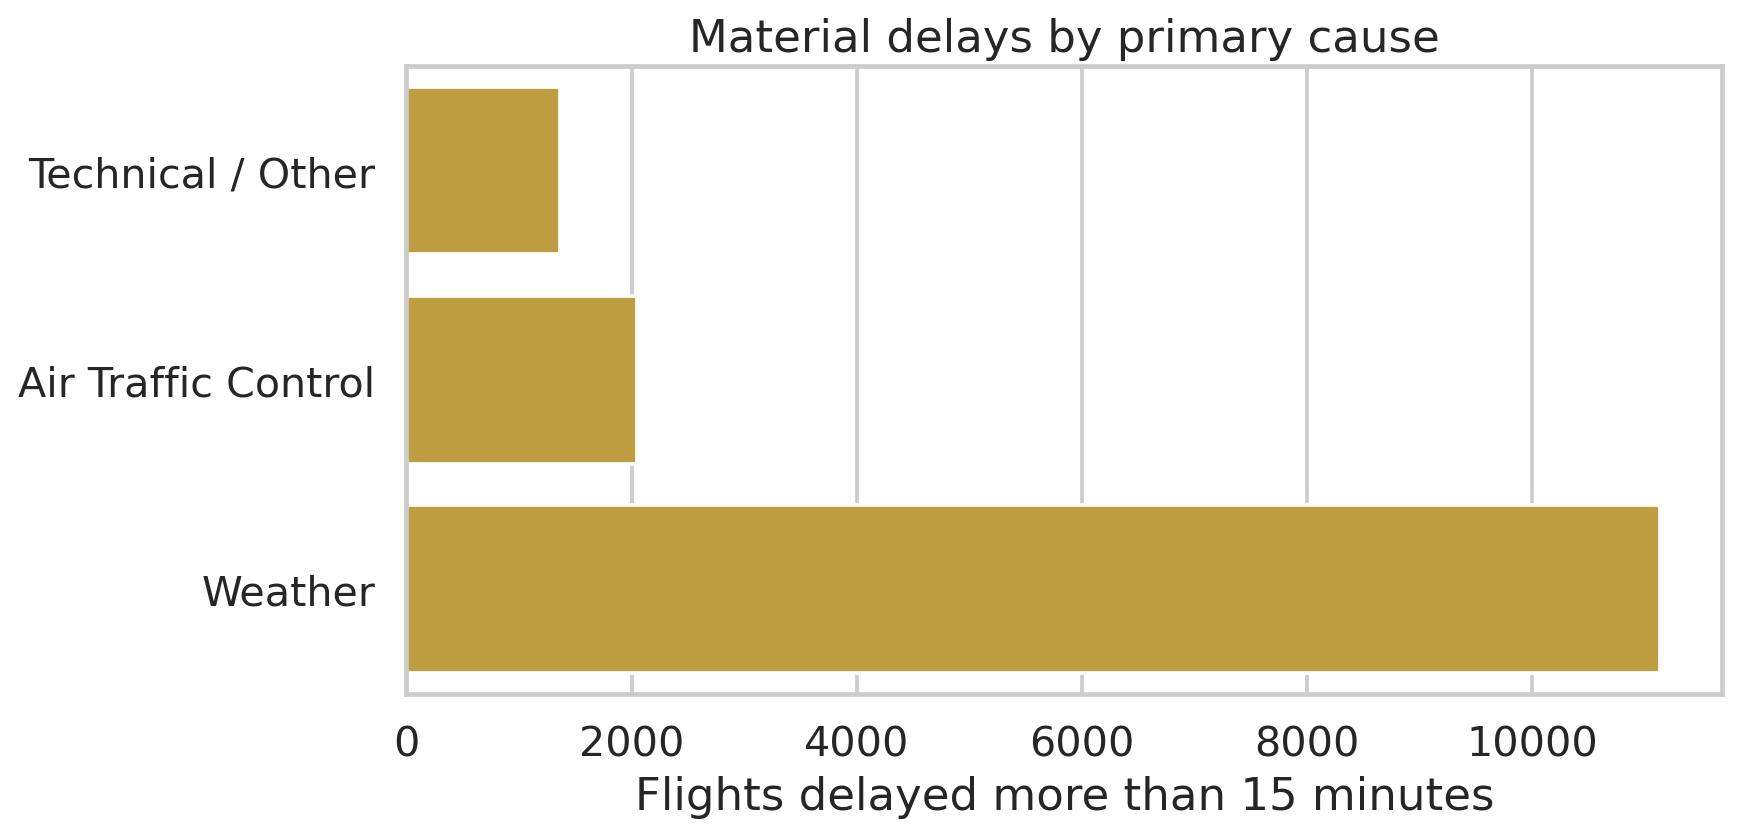 Material delays by primary cause
Technical / Other
Air Traffic Control
Weather
0 2000 4000 6000 8000 10000
Flights delayed more than 15 minutes